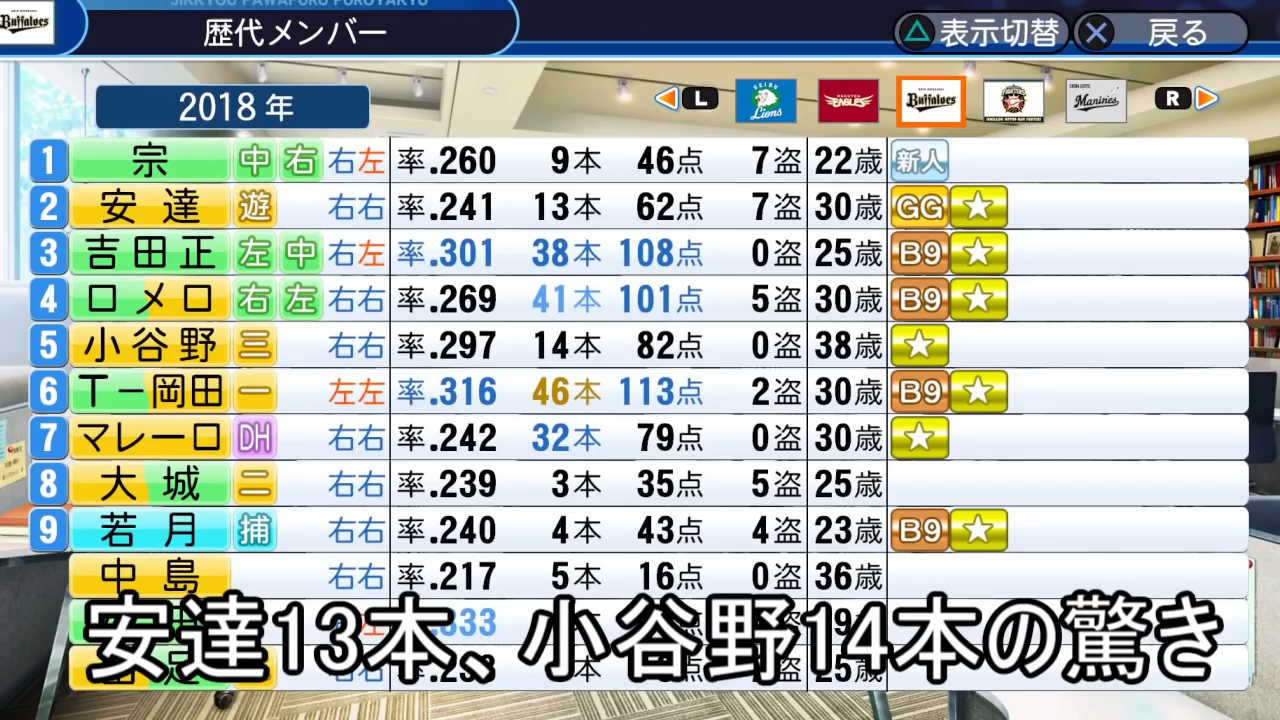 JIKKYOU PAWAFURU PUROYAKYU
Buffaloes
歴代メンバー
△表示切替 ×戻る
2018年
L SEIBU Lions EAGLES Buffaloes FIGHTERS Marines R
1 宗 中 右 右左 率.260 9本 46点 7盗 22歳 新人
2 安達 遊 右右 率.241 13本 62点 7盗 30歳 GG ★
3 吉田正 左 中 右左 率.301 38本 108点 0盗 25歳 B9 ★
4 ロメロ 右 左 右右 率.269 41本 101点 5盗 30歳 B9 ★
5 小谷野 三 右右 率.297 14本 82点 0盗 38歳 ★
6 T-岡田 一 左左 率.316 46本 113点 2盗 30歳 B9 ★
7 マレーロ DH 右右 率.242 32本 79点 0盗 30歳 ★
8 大城 二 右右 率.239 3本 35点 5盗 25歳
9 若月 捕 右右 率.240 4本 43点 4盗 23歳 B9 ★
中島 右右 率.217 5本 16点 0盗 36歳
安達13本、小谷野14本の驚き